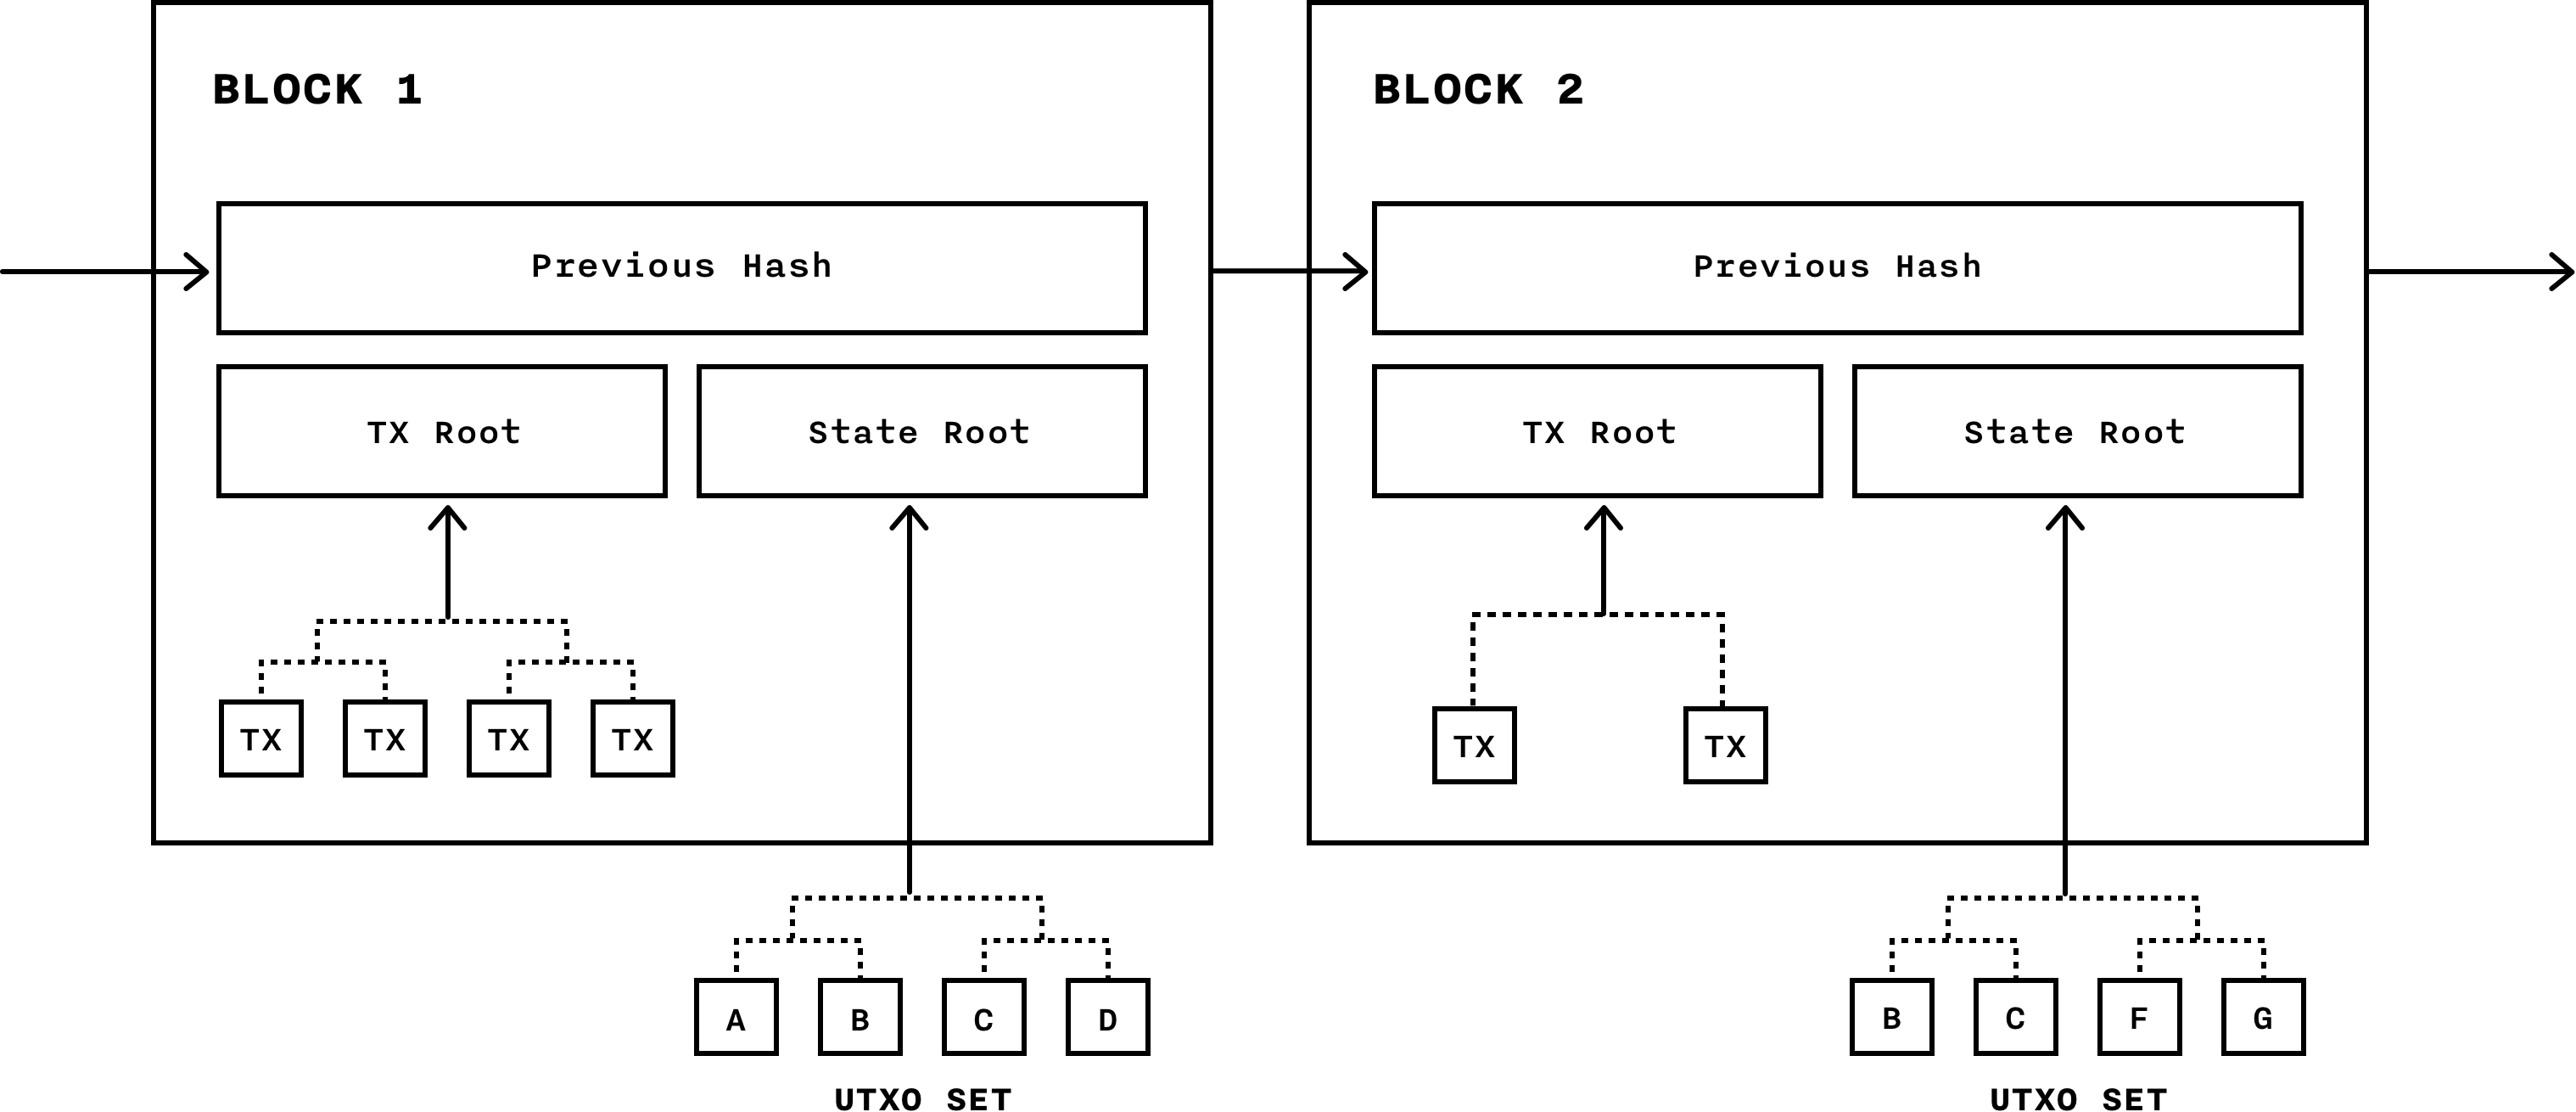 BLOCK 1
Previous Hash
TX Root
State Root
TX
TX
TX
TX
A
B
C
D
UTXO SET
BLOCK 2
Previous Hash
TX Root
State Root
TX
TX
B
C
F
G
UTXO SET